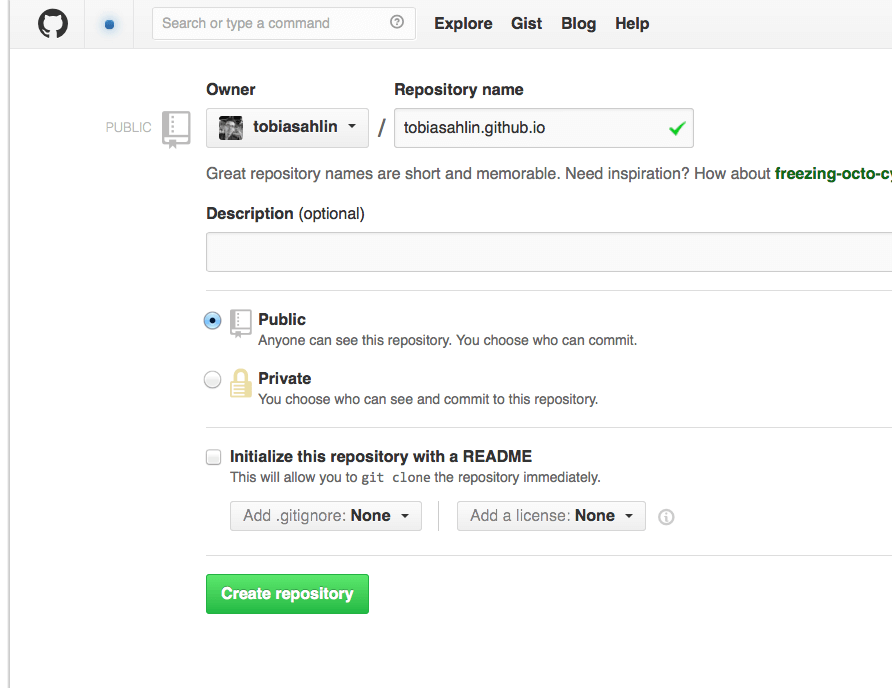 Search or type a command
Explore Gist Blog Help
Owner Repository name
PUBLIC tobiasahlin / tobiasahlin.github.io
Great repository names are short and memorable. Need inspiration? How about freezing-octo-cy
Description (optional)
Public
Anyone can see this repository. You choose who can commit.
Private
You choose who can see and commit to this repository.
Initialize this repository with a README
This will allow you to git clone the repository immediately.
Add .gitignore: None Add a license: None
Create repository